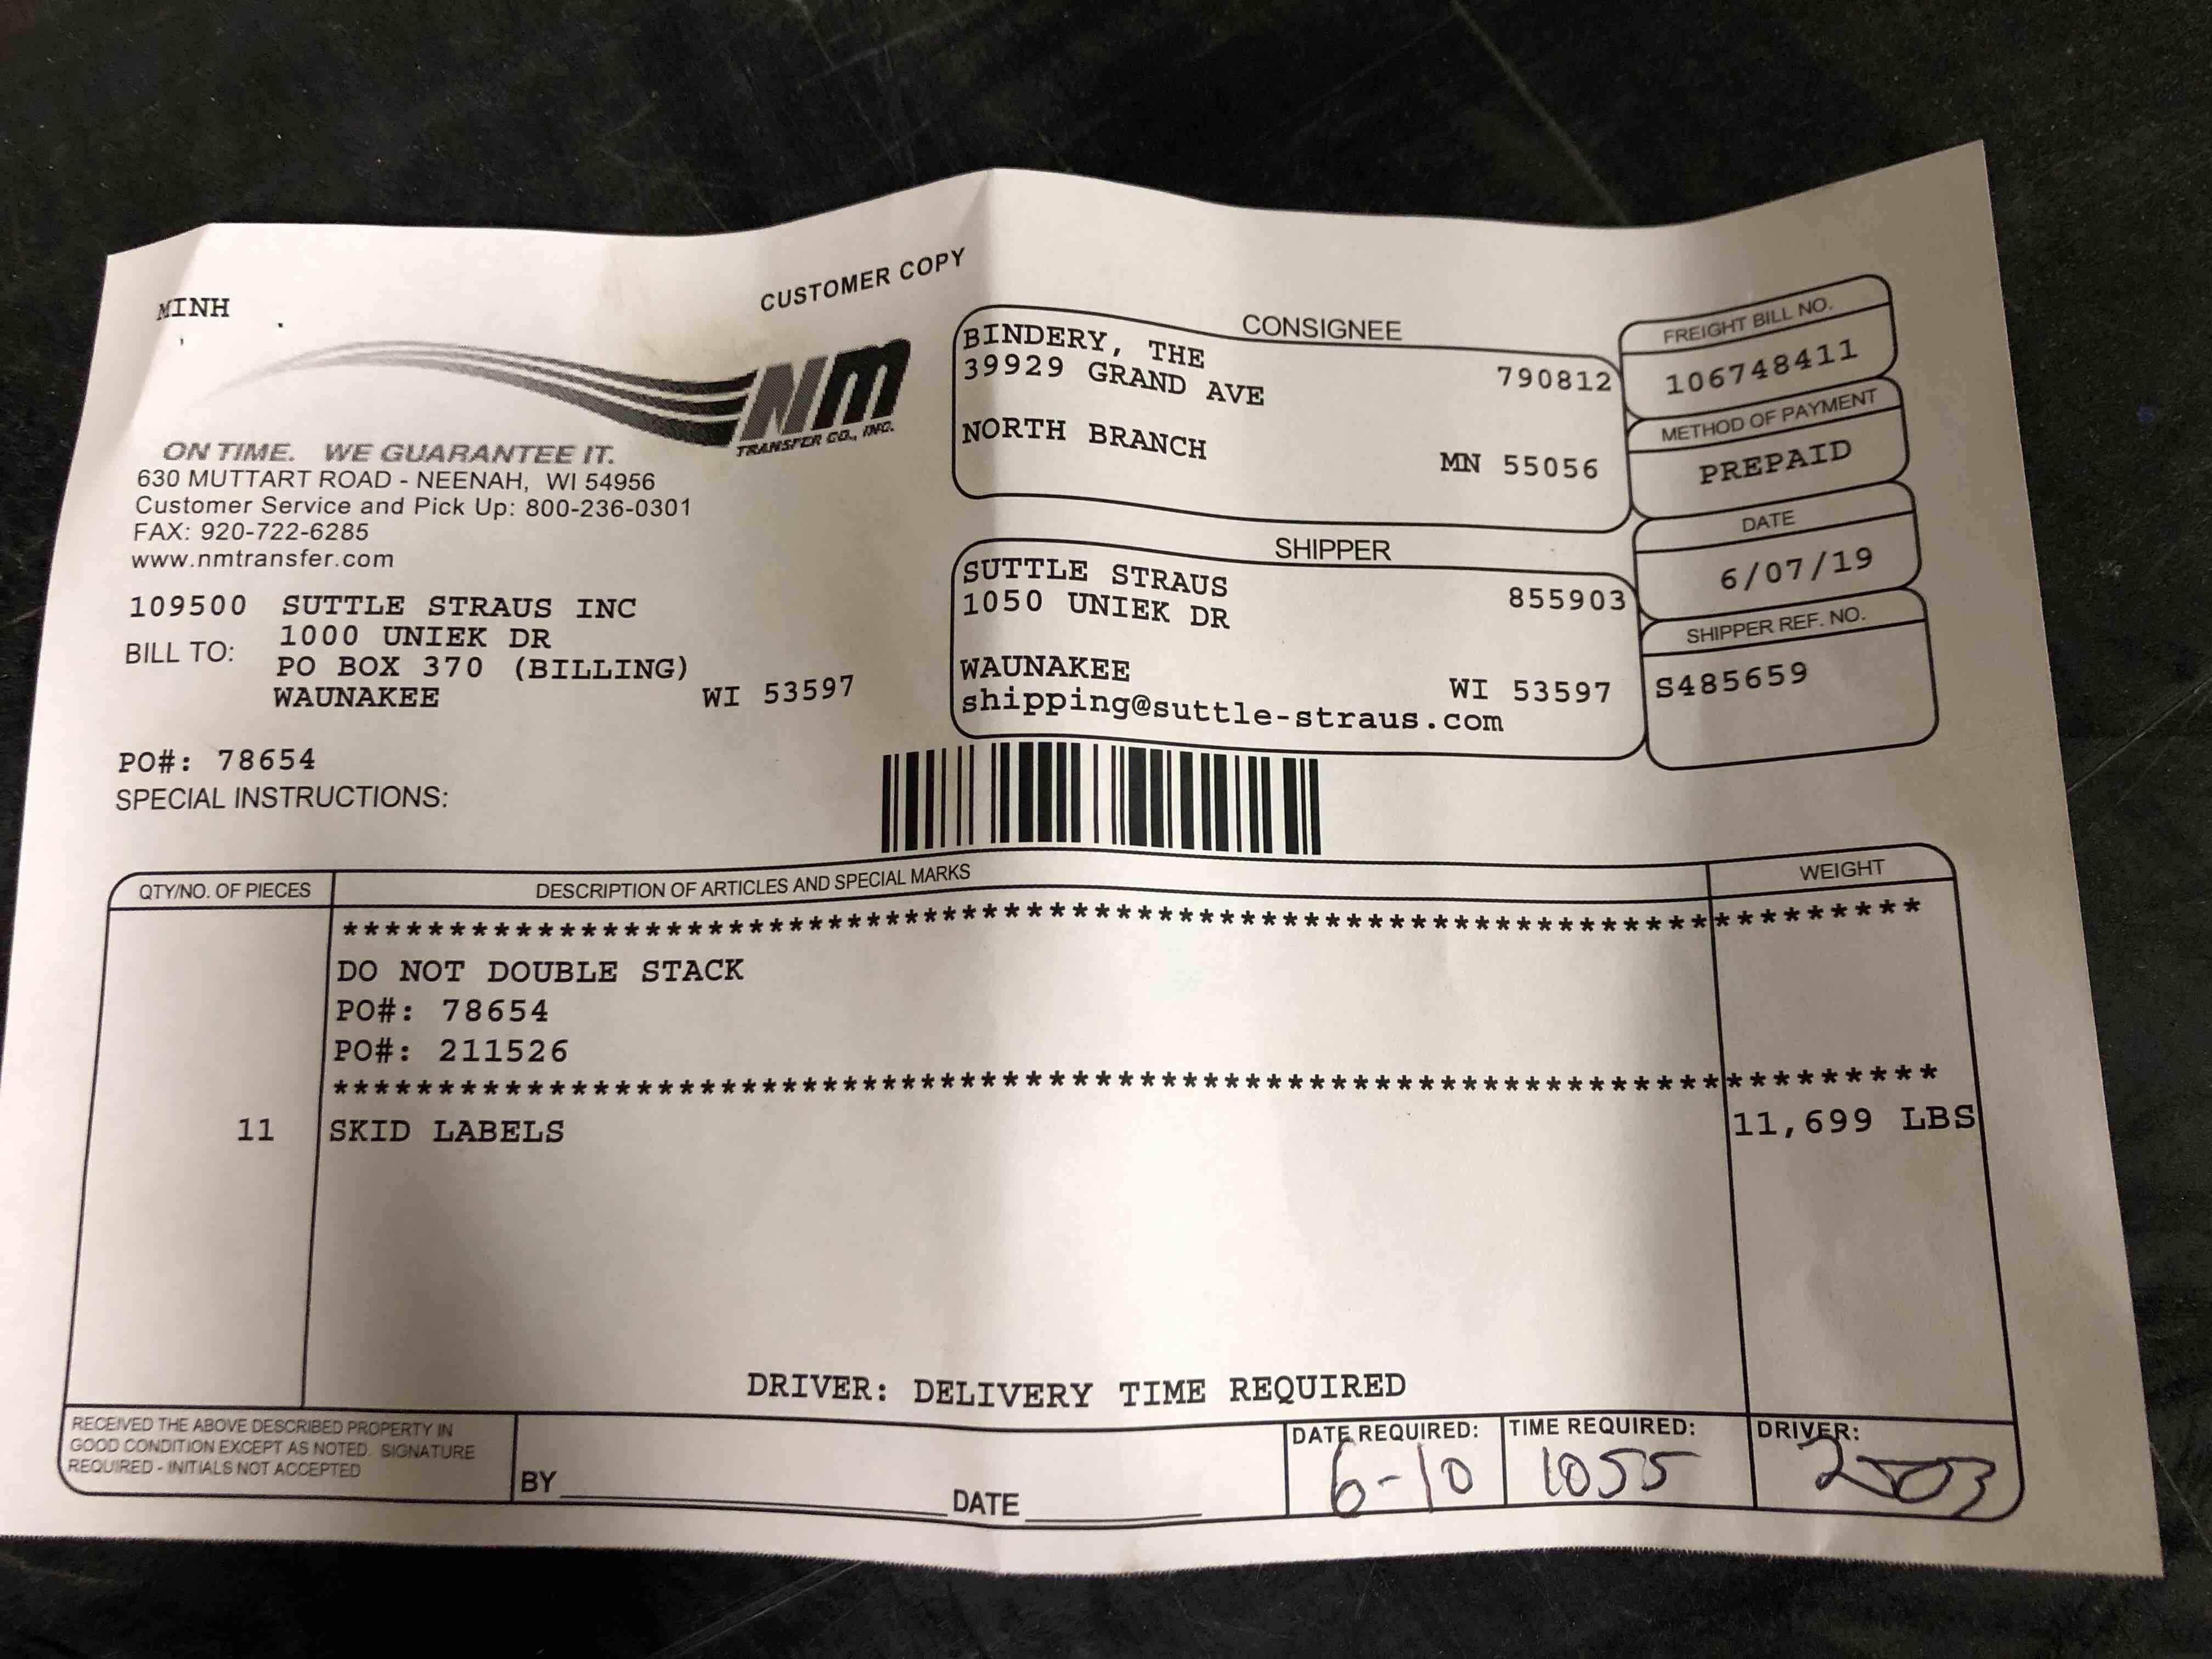 MINH
CUSTOMER COPY
NM
TRANSFER CO., INC.
ON TIME. WE GUARANTEE IT.
630 MUTTART ROAD - NEENAH, WI 54956
Customer Service and Pick Up: 800-236-0301
FAX: 920-722-6285
www.nmtransfer.com
109500 SUTTLE STRAUS INC
BILL TO: 1000 UNIEK DR
PO BOX 370 (BILLING)
WAUNAKEE WI 53597
PO#: 78654
SPECIAL INSTRUCTIONS:
CONSIGNEE
BINDERY, THE 790812
39929 GRAND AVE
NORTH BRANCH MN 55056
SHIPPER
SUTTLE STRAUS 855903
1050 UNIEK DR
WAUNAKEE WI 53597
shipping@suttle-straus.com
FREIGHT BILL NO.
106748411
METHOD OF PAYMENT
PREPAID
DATE
6/07/19
SHIPPER REF. NO.
S485659
QTY/NO. OF PIECES DESCRIPTION OF ARTICLES AND SPECIAL MARKS WEIGHT
**************************************************************************
DO NOT DOUBLE STACK
PO#: 78654
PO#: 211526
**************************************************************************
11 SKID LABELS 11,699 LBS
DRIVER: DELIVERY TIME REQUIRED
RECEIVED THE ABOVE DESCRIBED PROPERTY IN
GOOD CONDITION EXCEPT AS NOTED. SIGNATURE
REQUIRED - INITIALS NOT ACCEPTED
BY DATE
DATE REQUIRED: TIME REQUIRED: DRIVER:
6-10 1055 2503